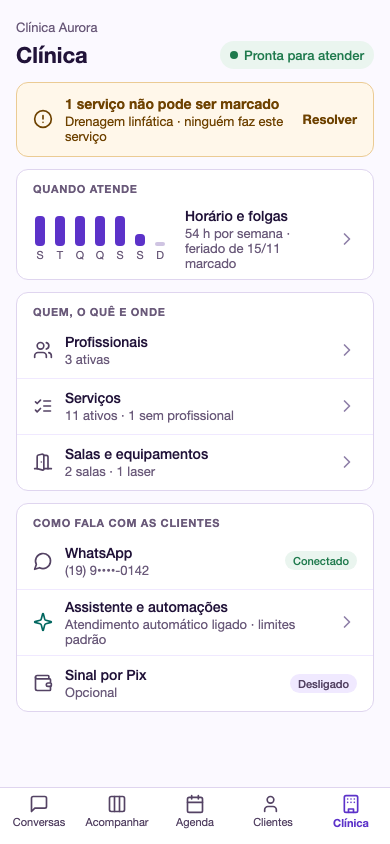 Clínica Aurora
Clínica
Pronta para atender
1 serviço não pode ser marcado
Drenagem linfática · ninguém faz este
serviço
Resolver
QUANDO ATENDE
S T Q Q S S D
Horário e folgas
54 h por semana ·
feriado de 15/11
marcado
QUEM, O QUÊ E ONDE
Profissionais
3 ativas
Serviços
11 ativos · 1 sem profissional
Salas e equipamentos
2 salas · 1 laser
COMO FALA COM AS CLIENTES
WhatsApp
(19) 9••••-0142
Conectado
Assistente e automações
Atendimento automático ligado · limites
padrão
Sinal por Pix
Opcional
Desligado
Conversas
Acompanhar
Agenda
Clientes
Clínica